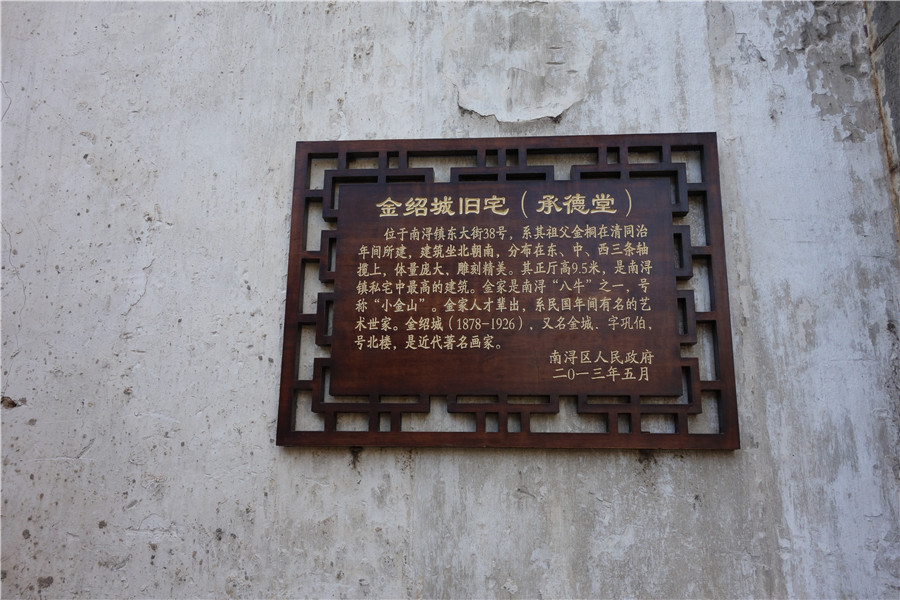 金绍城旧宅（承德堂）
位于南浔镇东大街38号，系其祖父金桐在清同治
年间所建，建筑坐北朝南，分布在东、中、西三条轴
揽上，体量庞大，雕刻精美。其正厅高9.5米，是南浔
镇私宅中最高的建筑。金家是南浔“八牛”之一，号
称“小金山”。金家人才辈出，系民国年间有名的艺
术世家。金绍城（1878-1926），又名金城、字巩伯、
号北楼，是近代著名画家。
南浔区人民政府
二〇一三年五月